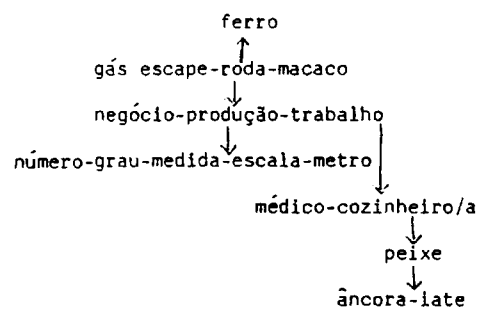 ferro
gás escape-roda-macaco
negócio-produção-trabalho
número-grau-medida-escala-metro
médico-cozinheiro/a
peixe
âncora-iate